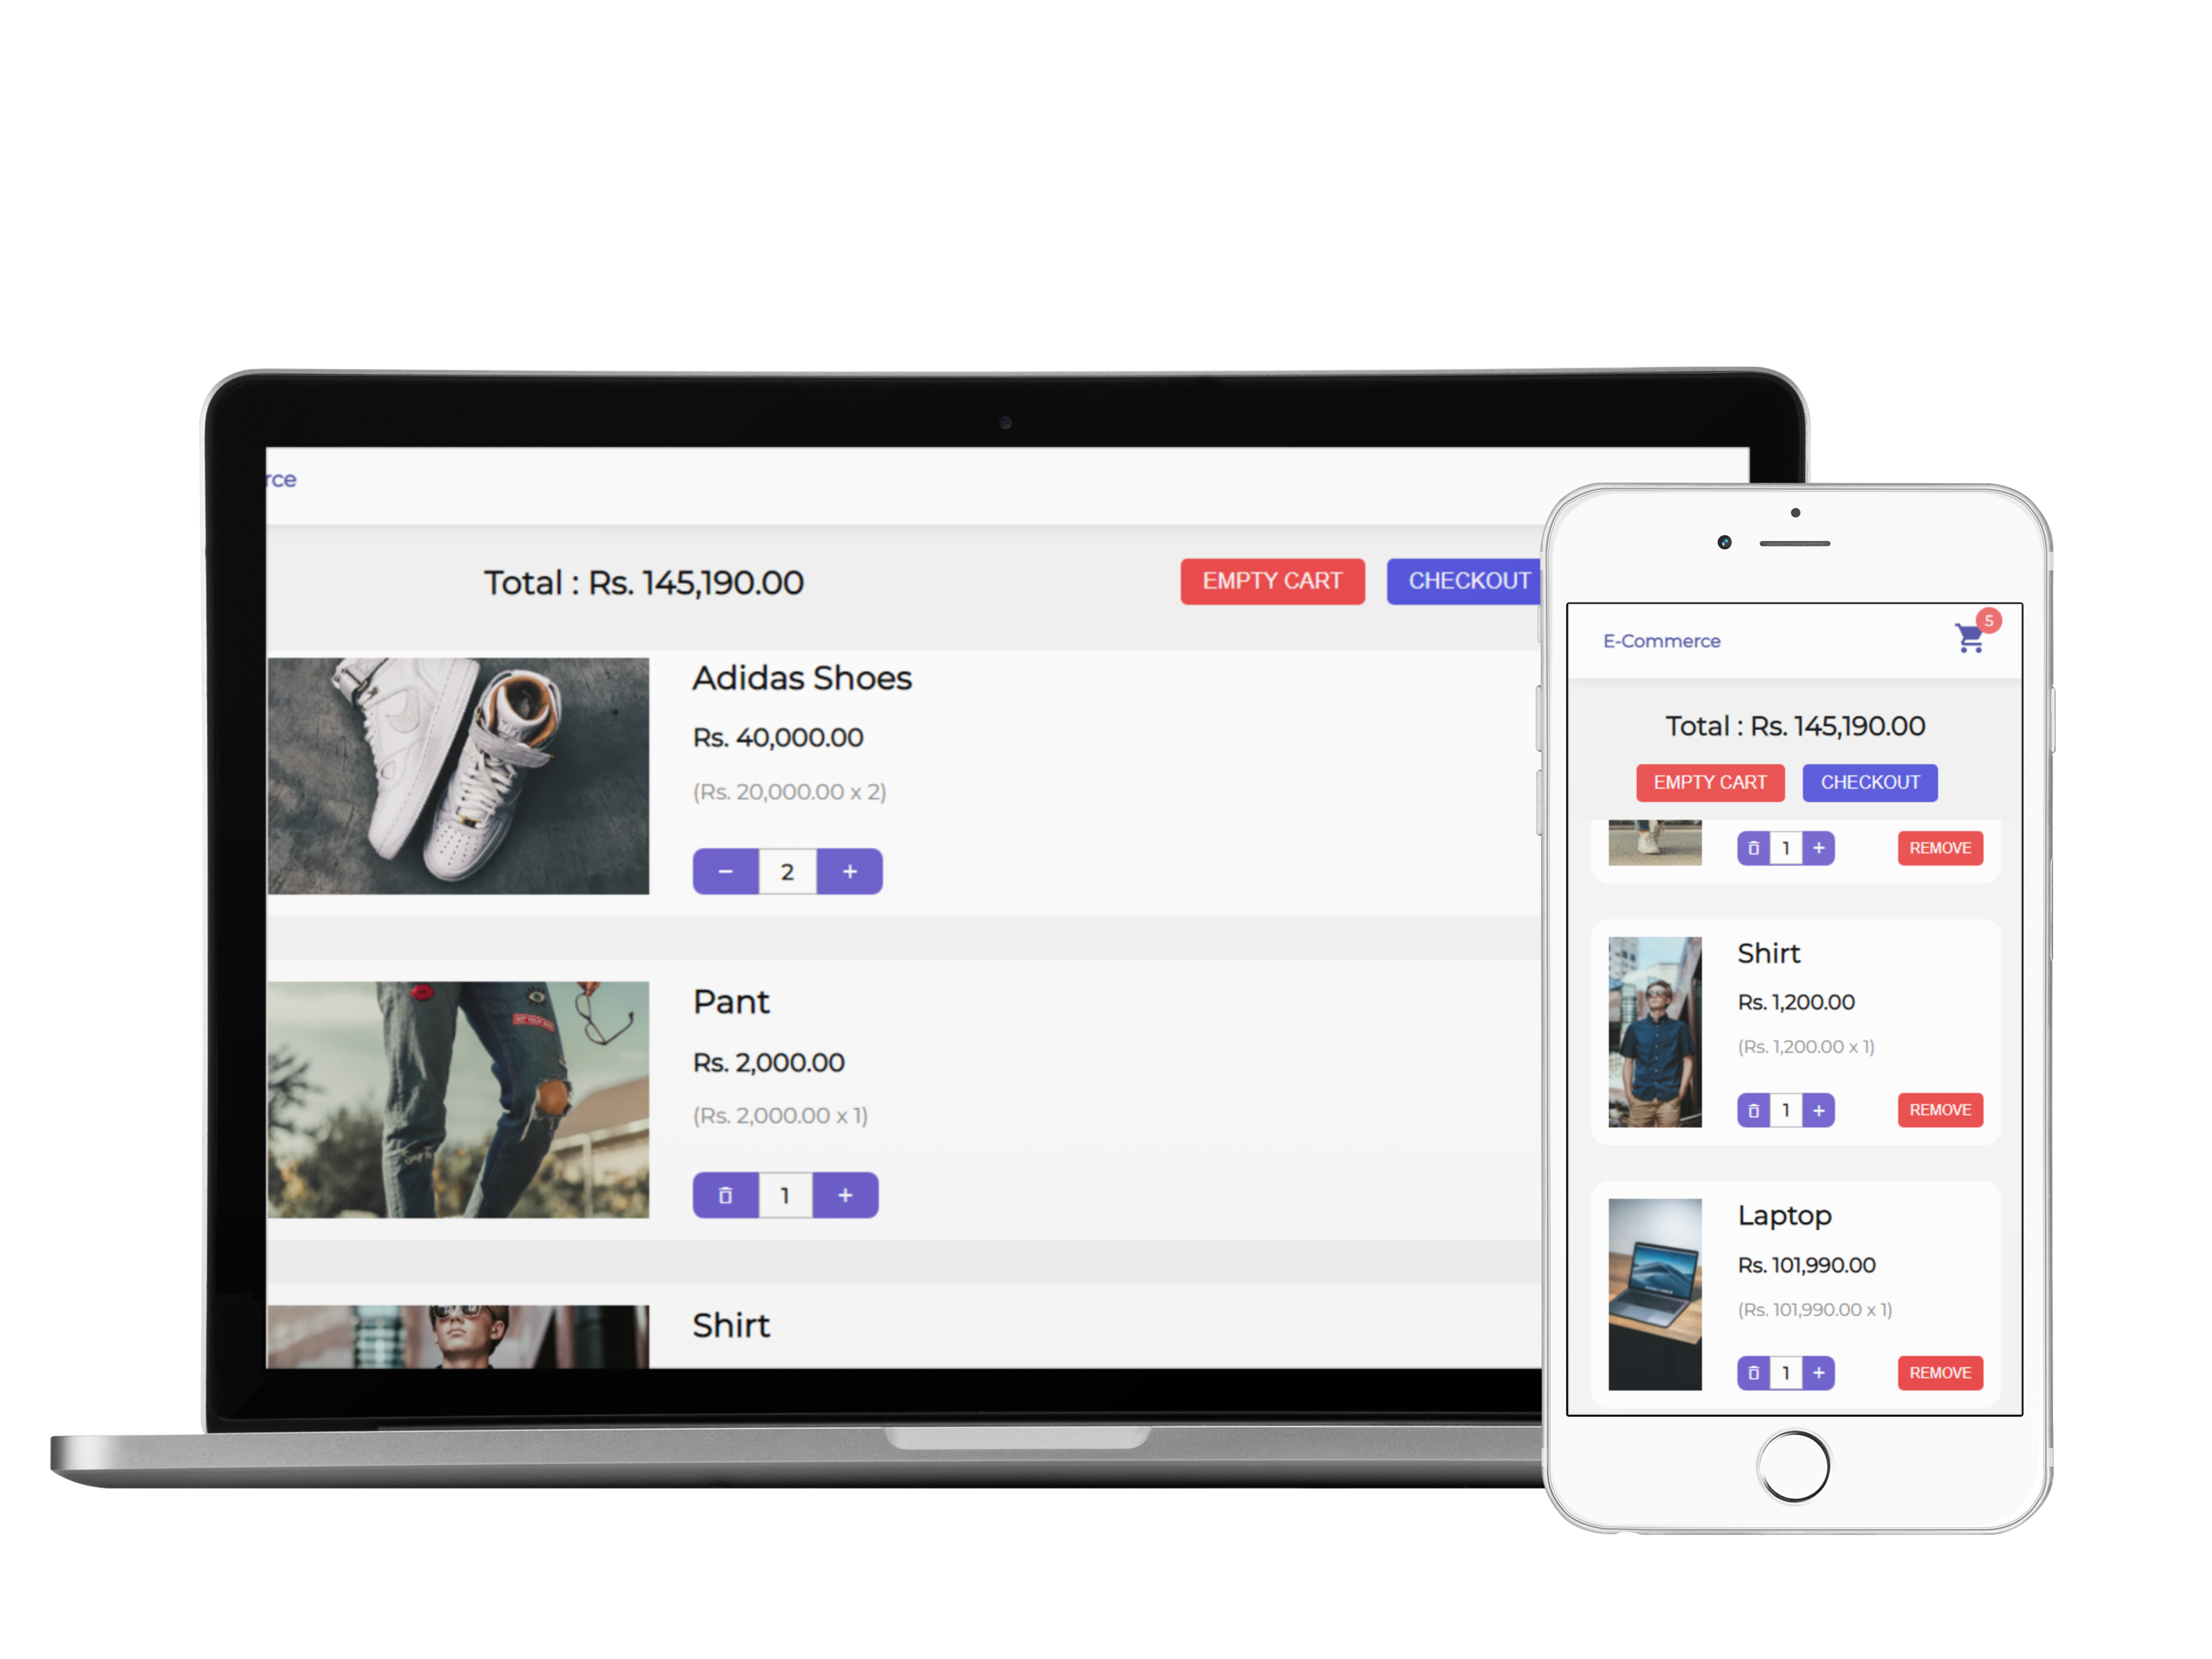 rce
Total : Rs. 145,190.00
EMPTY CART
CHECKOUT
Adidas Shoes
Rs. 40,000.00
(Rs. 20,000.00 x 2)
− 2 +
Pant
Rs. 2,000.00
(Rs. 2,000.00 x 1)
1 +
Shirt
E-Commerce
5
Total : Rs. 145,190.00
EMPTY CART
CHECKOUT
1 +
REMOVE
Shirt
Rs. 1,200.00
(Rs. 1,200.00 x 1)
1 +
REMOVE
Laptop
Rs. 101,990.00
(Rs. 101,990.00 x 1)
1 +
REMOVE